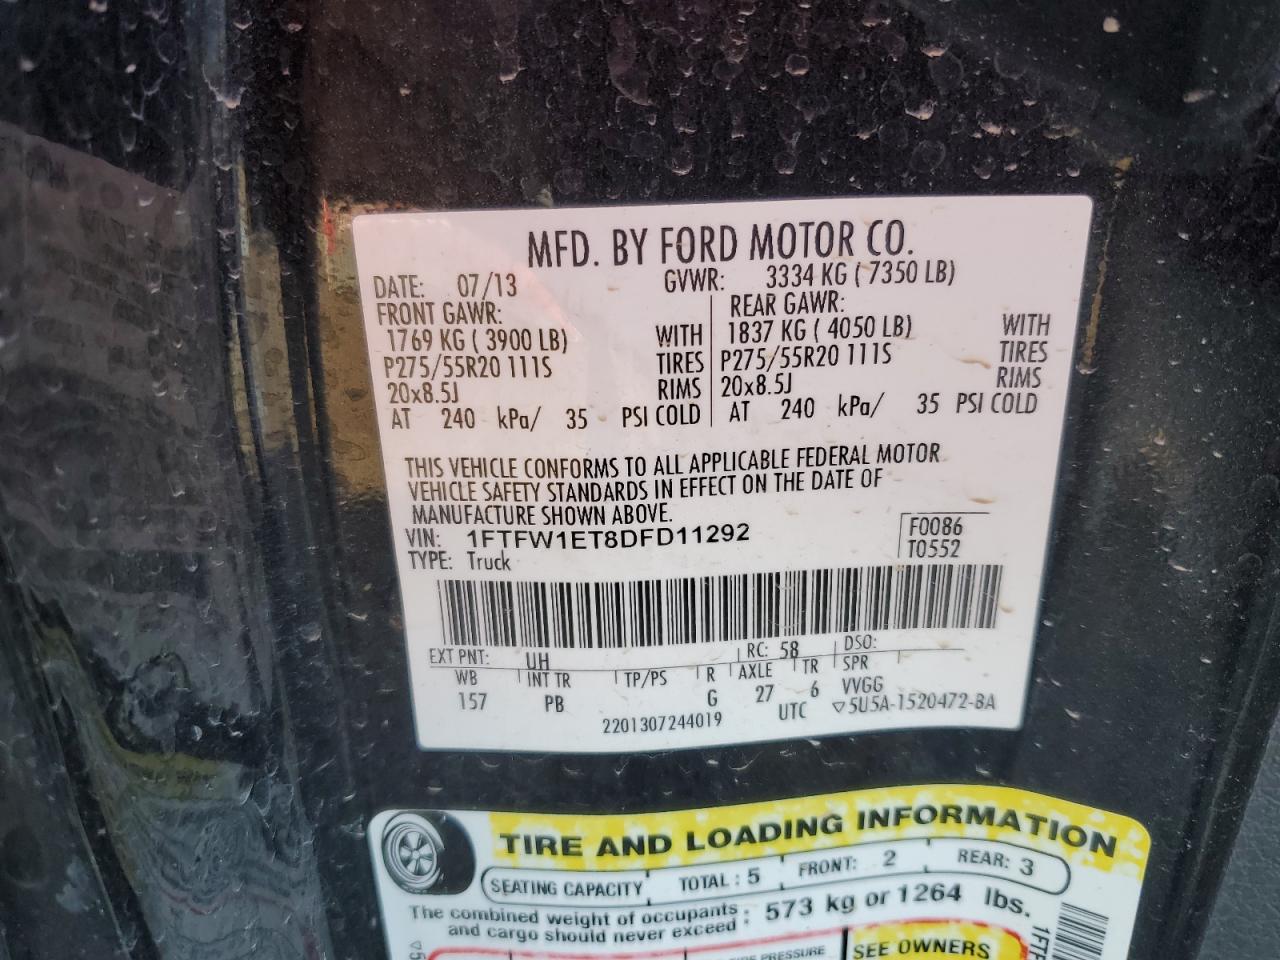 MFD. BY FORD MOTOR CO.
DATE: 07/13 GVWR: 3334 KG ( 7350 LB)
FRONT GAWR: REAR GAWR:
1769 KG ( 3900 LB) WITH 1837 KG ( 4050 LB) WITH
P275/55R20 111S TIRES P275/55R20 111S TIRES
20x8.5J RIMS 20x8.5J RIMS
AT 240 kPa/ 35 PSI COLD AT 240 kPa/ 35 PSI COLD
THIS VEHICLE CONFORMS TO ALL APPLICABLE FEDERAL MOTOR
VEHICLE SAFETY STANDARDS IN EFFECT ON THE DATE OF
MANUFACTURE SHOWN ABOVE.
VIN: 1FTFW1ET8DFD11292 F0086
TYPE: Truck T0552
EXT PNT: UH RC: 58 DSO:
WB INT TR TP/PS R AXLE TR SPR
157 PB G 27 6 VVGG
2201307244019 UTC ▽5U5A-1520472-BA
TIRE AND LOADING INFORMATION
SEATING CAPACITY TOTAL : 5 FRONT: 2 REAR: 3
The combined weight of occupants : 573 kg or 1264 lbs.
and cargo should never exceed
PRESSURE SEE OWNERS